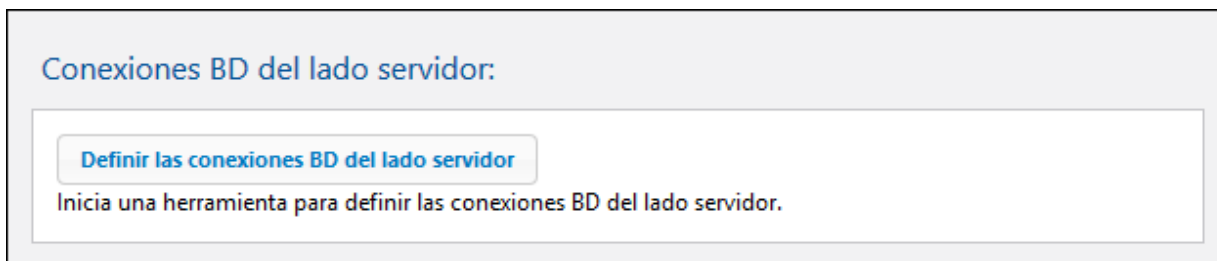 Conexiones BD del lado servidor:
Definir las conexiones BD del lado servidor
Inicia una herramienta para definir las conexiones BD del lado servidor.